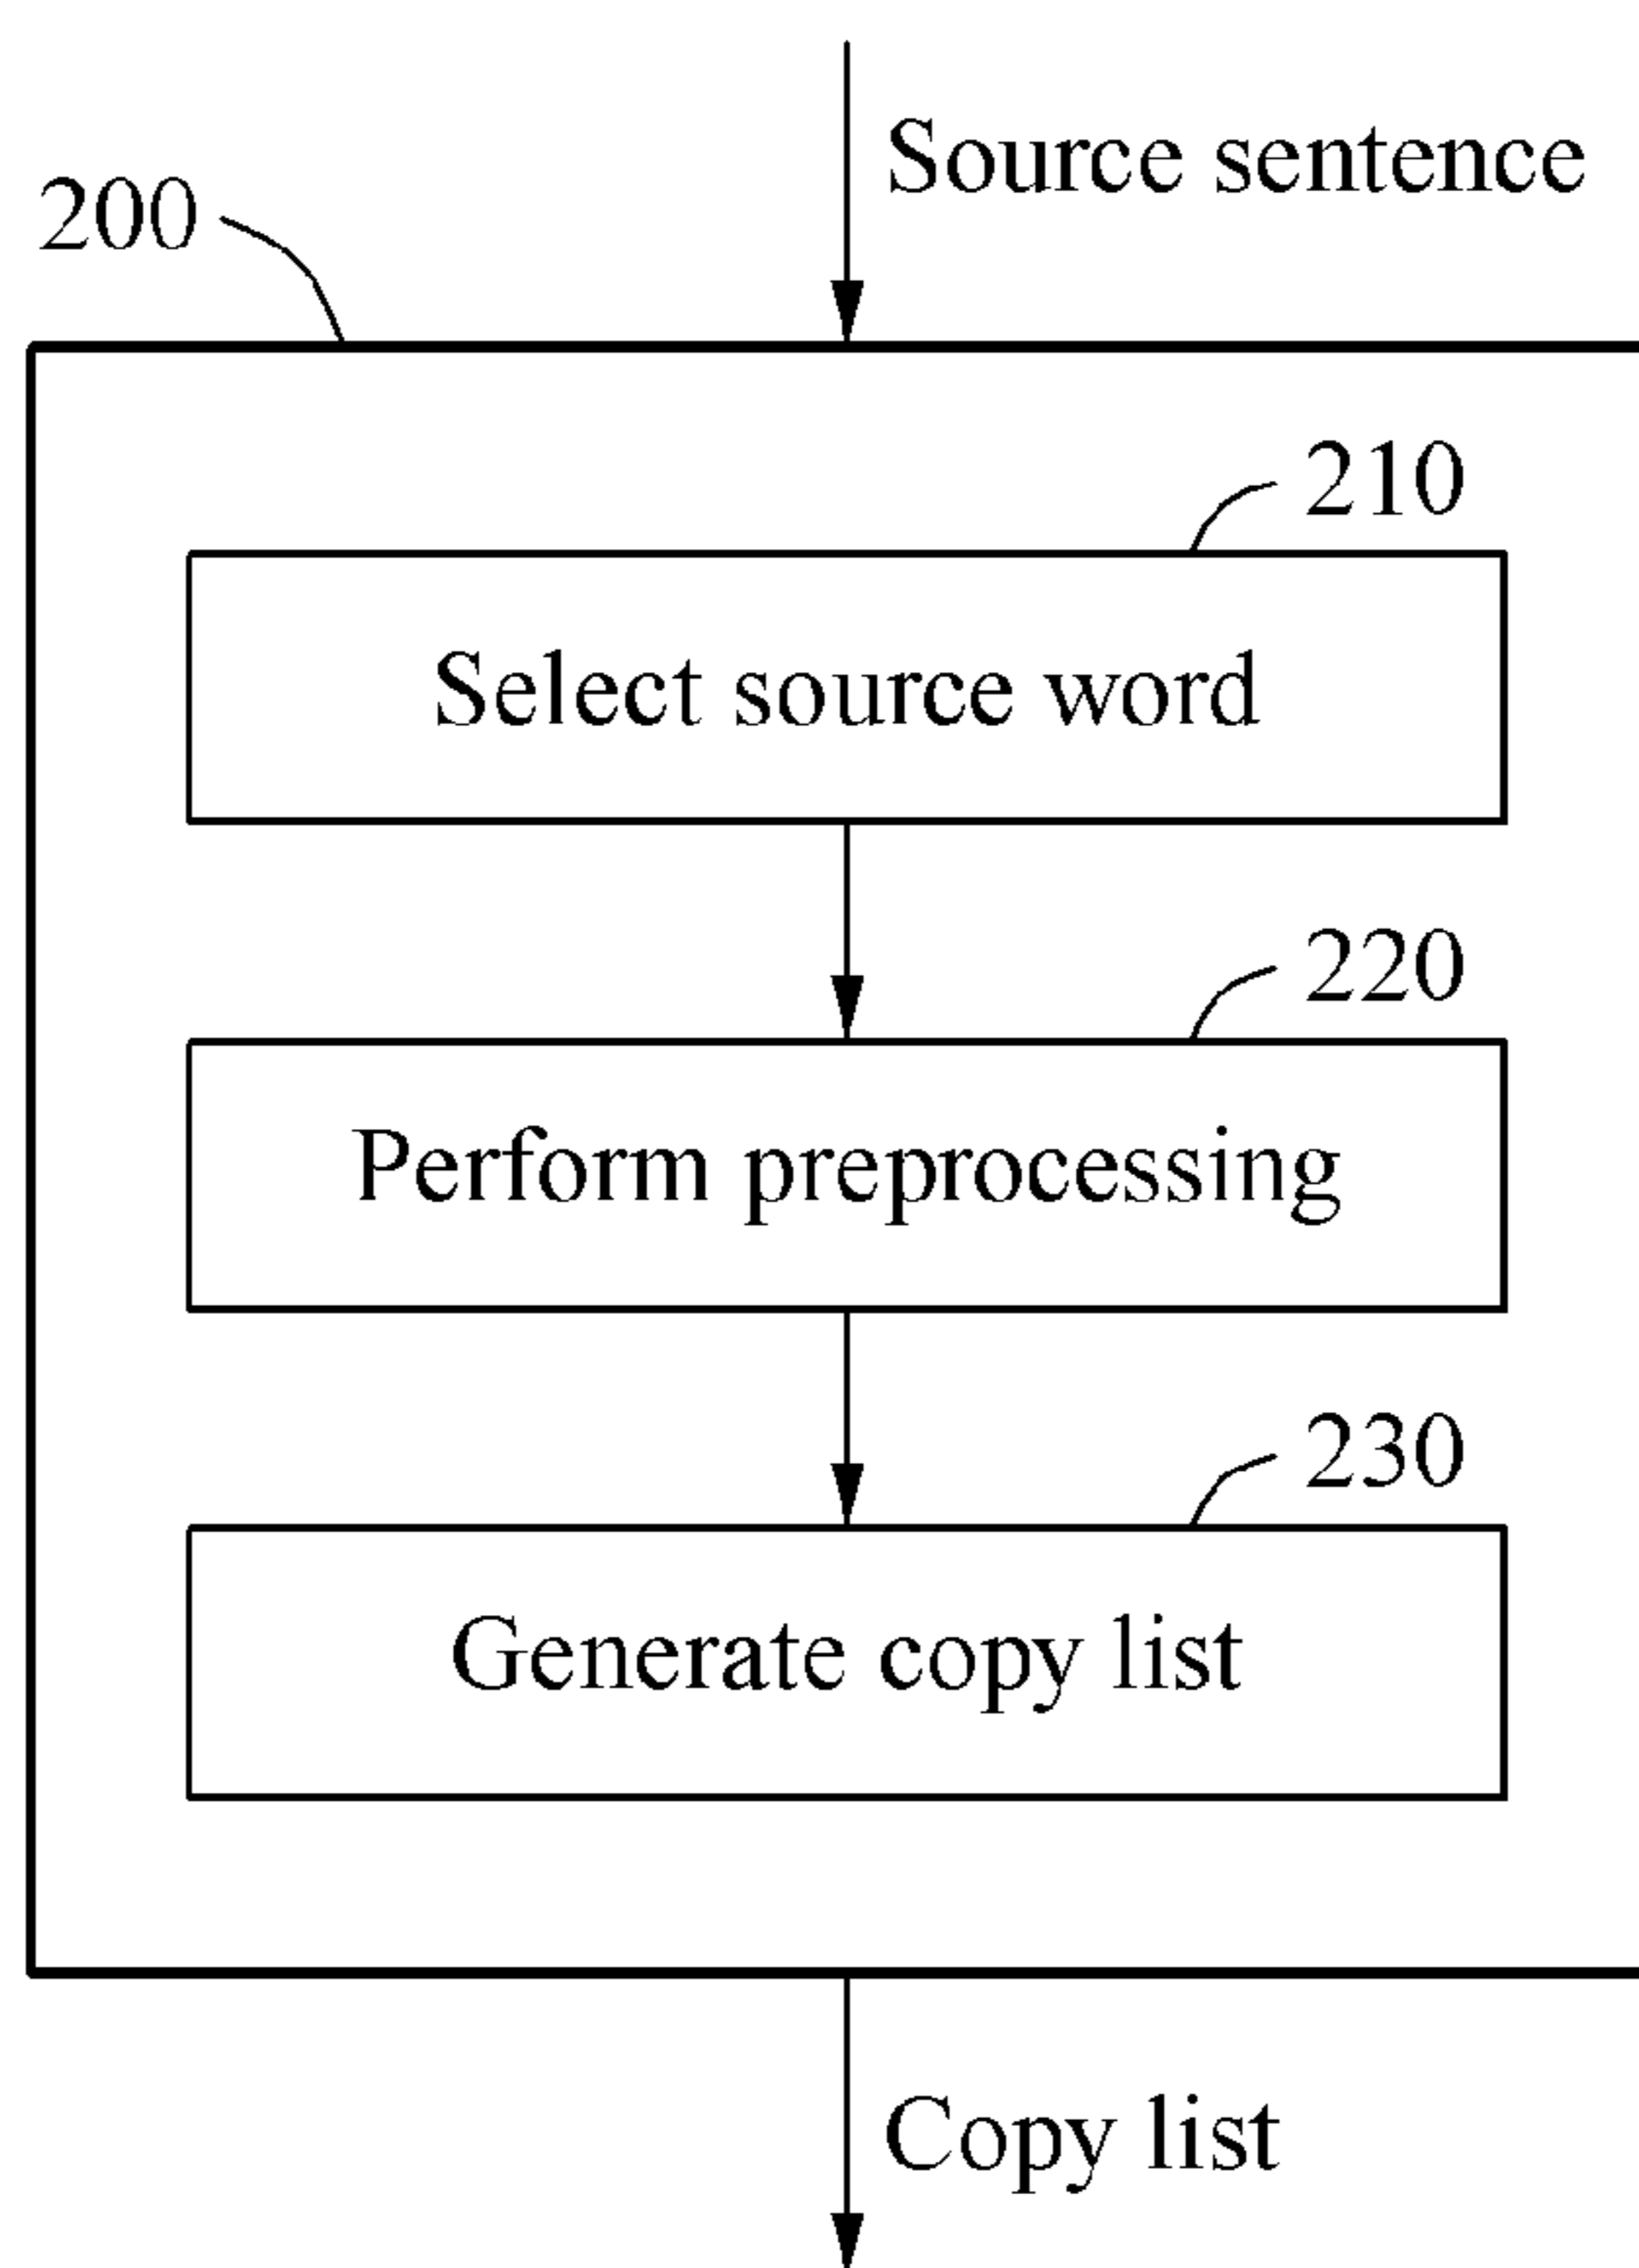 Source sentence
200
210
Select source word
220
Perform preprocessing
230
Generate copy list
Copy list